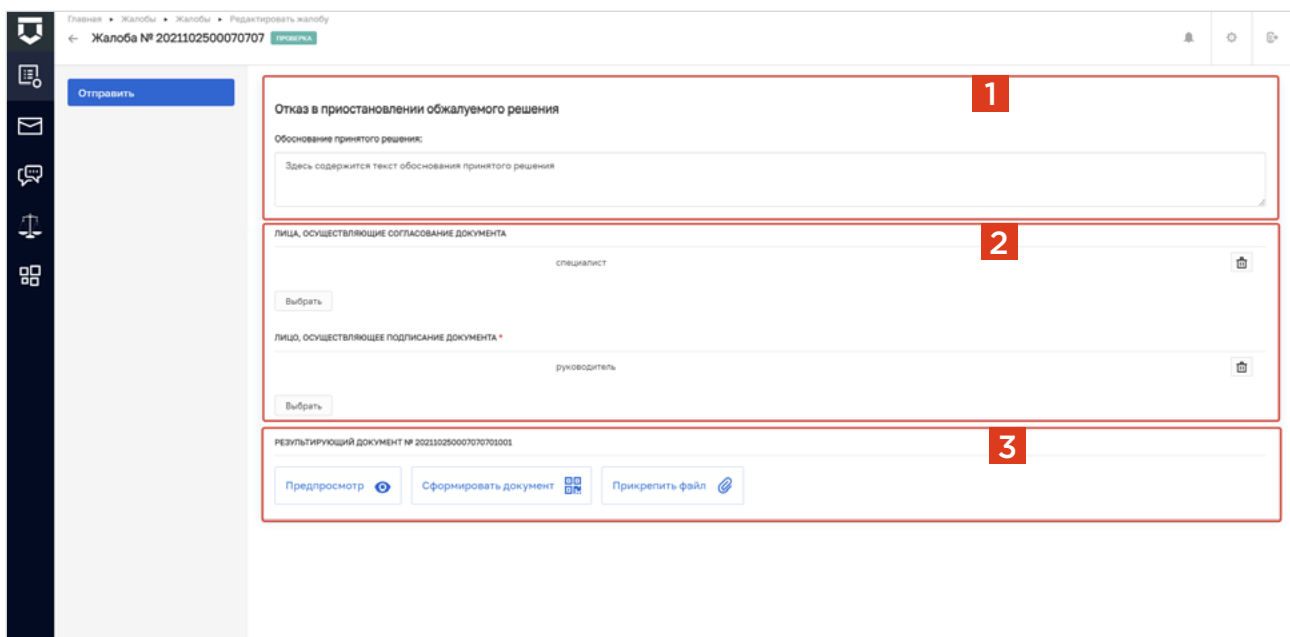 Главная ▸ Жалобы ▸ Жалобы ▸ Редактировать жалобу
← Жалоба № 2021102500070707 ПРОВЕРКА
Отправить
1
Отказ в приостановлении обжалуемого решения
Обоснование принятого решения:
Здесь содержится текст обоснования принятого решения
2
ЛИЦА, ОСУЩЕСТВЛЯЮЩИЕ СОГЛАСОВАНИЕ ДОКУМЕНТА
специалист
Выбрать
ЛИЦО, ОСУЩЕСТВЛЯЮЩЕЕ ПОДПИСАНИЕ ДОКУМЕНТА *
руководитель
Выбрать
3
РЕЗУЛЬТИРУЮЩИЙ ДОКУМЕНТ № 202110250007070701001
Предпросмотр Сформировать документ Прикрепить файл